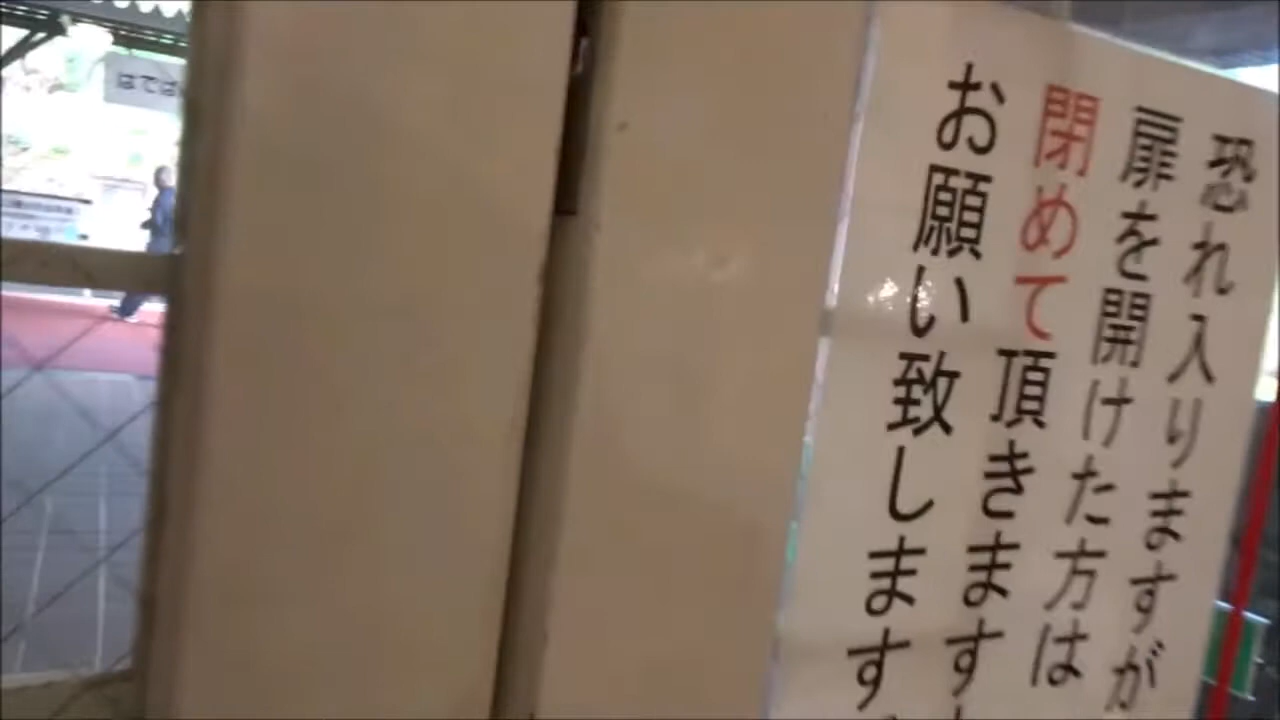 恐れ入りますが
扉を開けた方は
閉めて頂きます
お願い致します